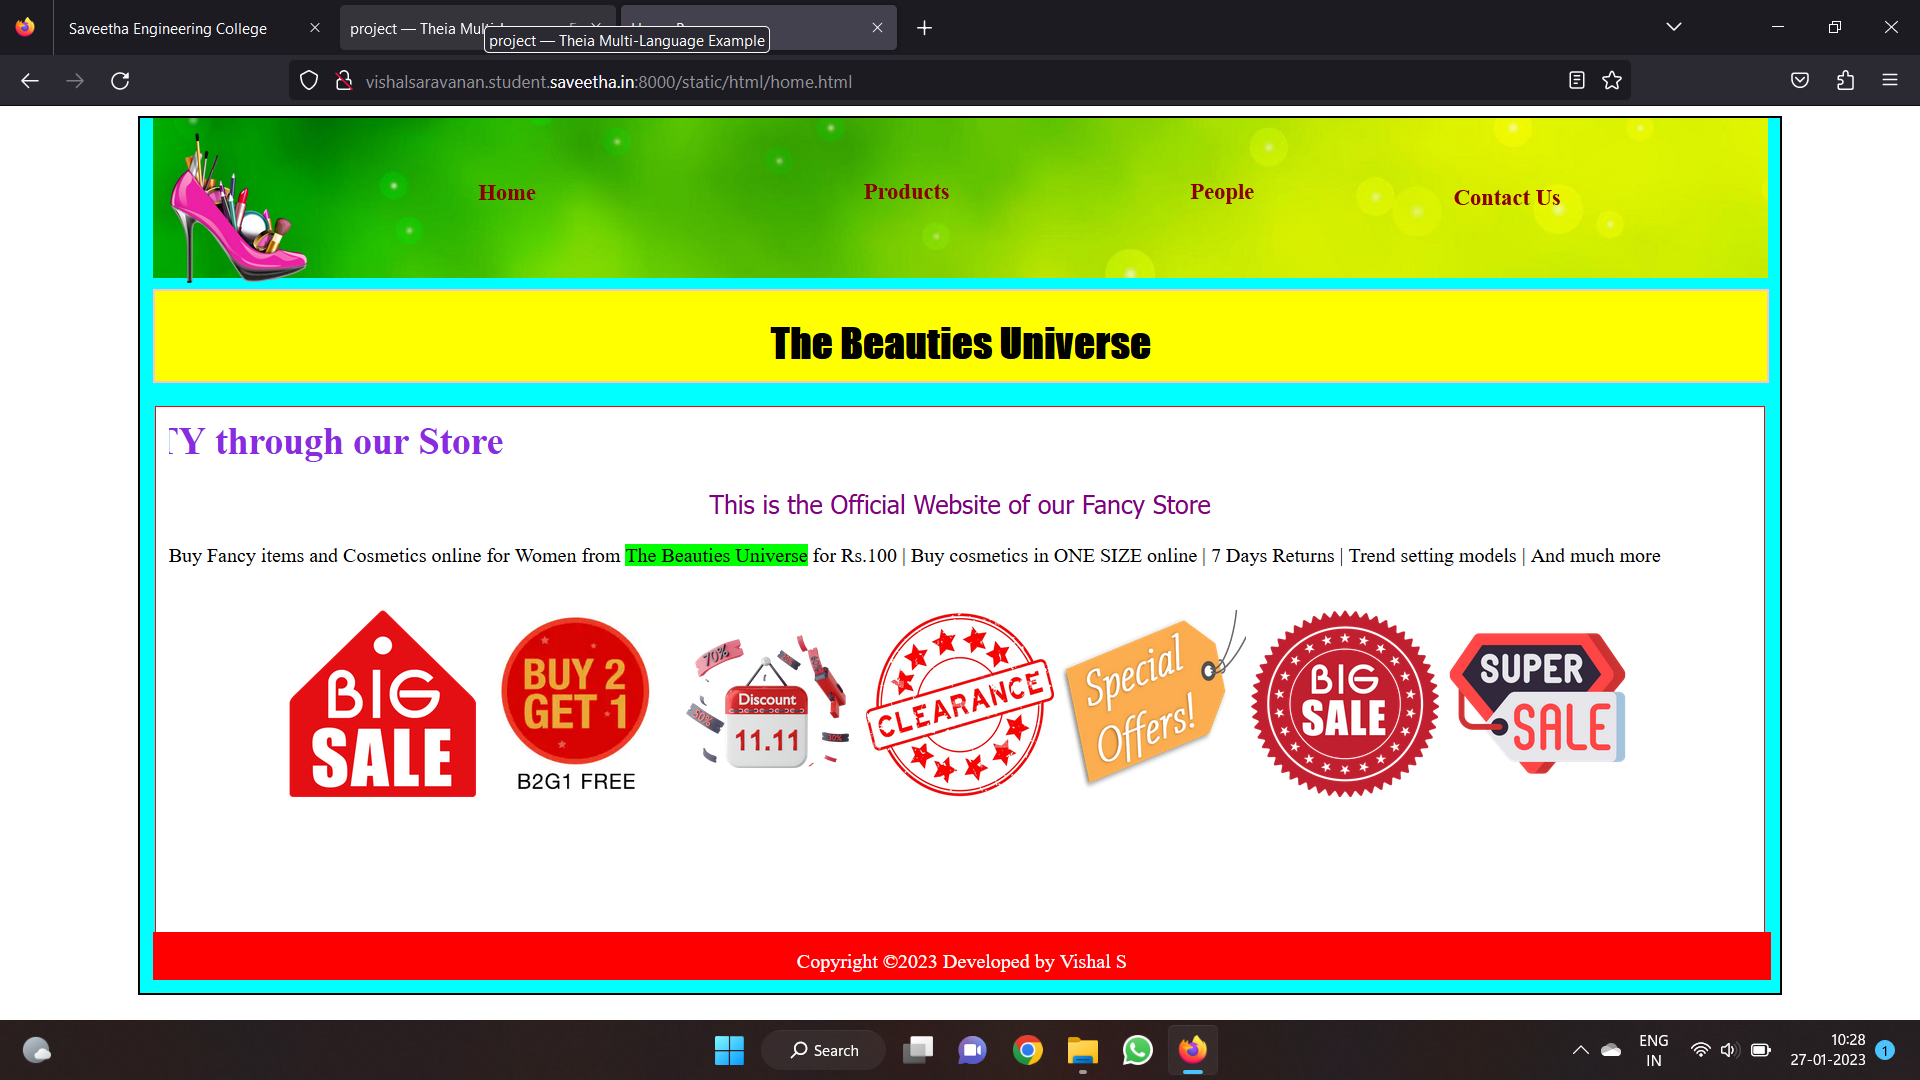 Saveetha Engineering College
project — Theia Mul
project — Theia Multi-Language Example
vishalsaravanan.student.saveetha.in:8000/static/html/home.html
Home
Products
People
Contact Us
The Beauties Universe
TY through our Store
This is the Official Website of our Fancy Store
Buy Fancy items and Cosmetics online for Women from The Beauties Universe for Rs.100 | Buy cosmetics in ONE SIZE online | 7 Days Returns | Trend setting models | And much more
BIG
SALE
BUY 2
GET 1
B2G1 FREE
70%
50%
Discount
11.11
CLEARANCE
Special
Offers!
BIG
SALE
SUPER
SALE
Copyright ©2023 Developed by Vishal S
Search
ENG
IN
10:28
27-01-2023
1